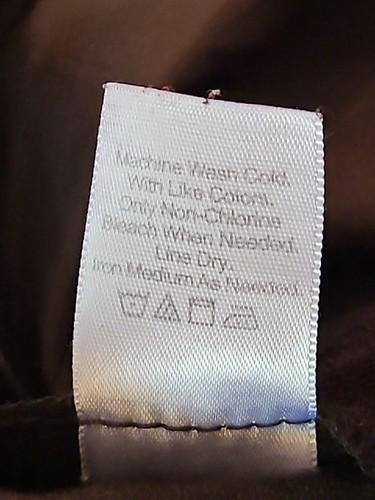 Machine Wash Cold.
With Like Colors.
Only Non-Chlorine
Bleach When Needed.
Line Dry.
Iron Medium As Needed.